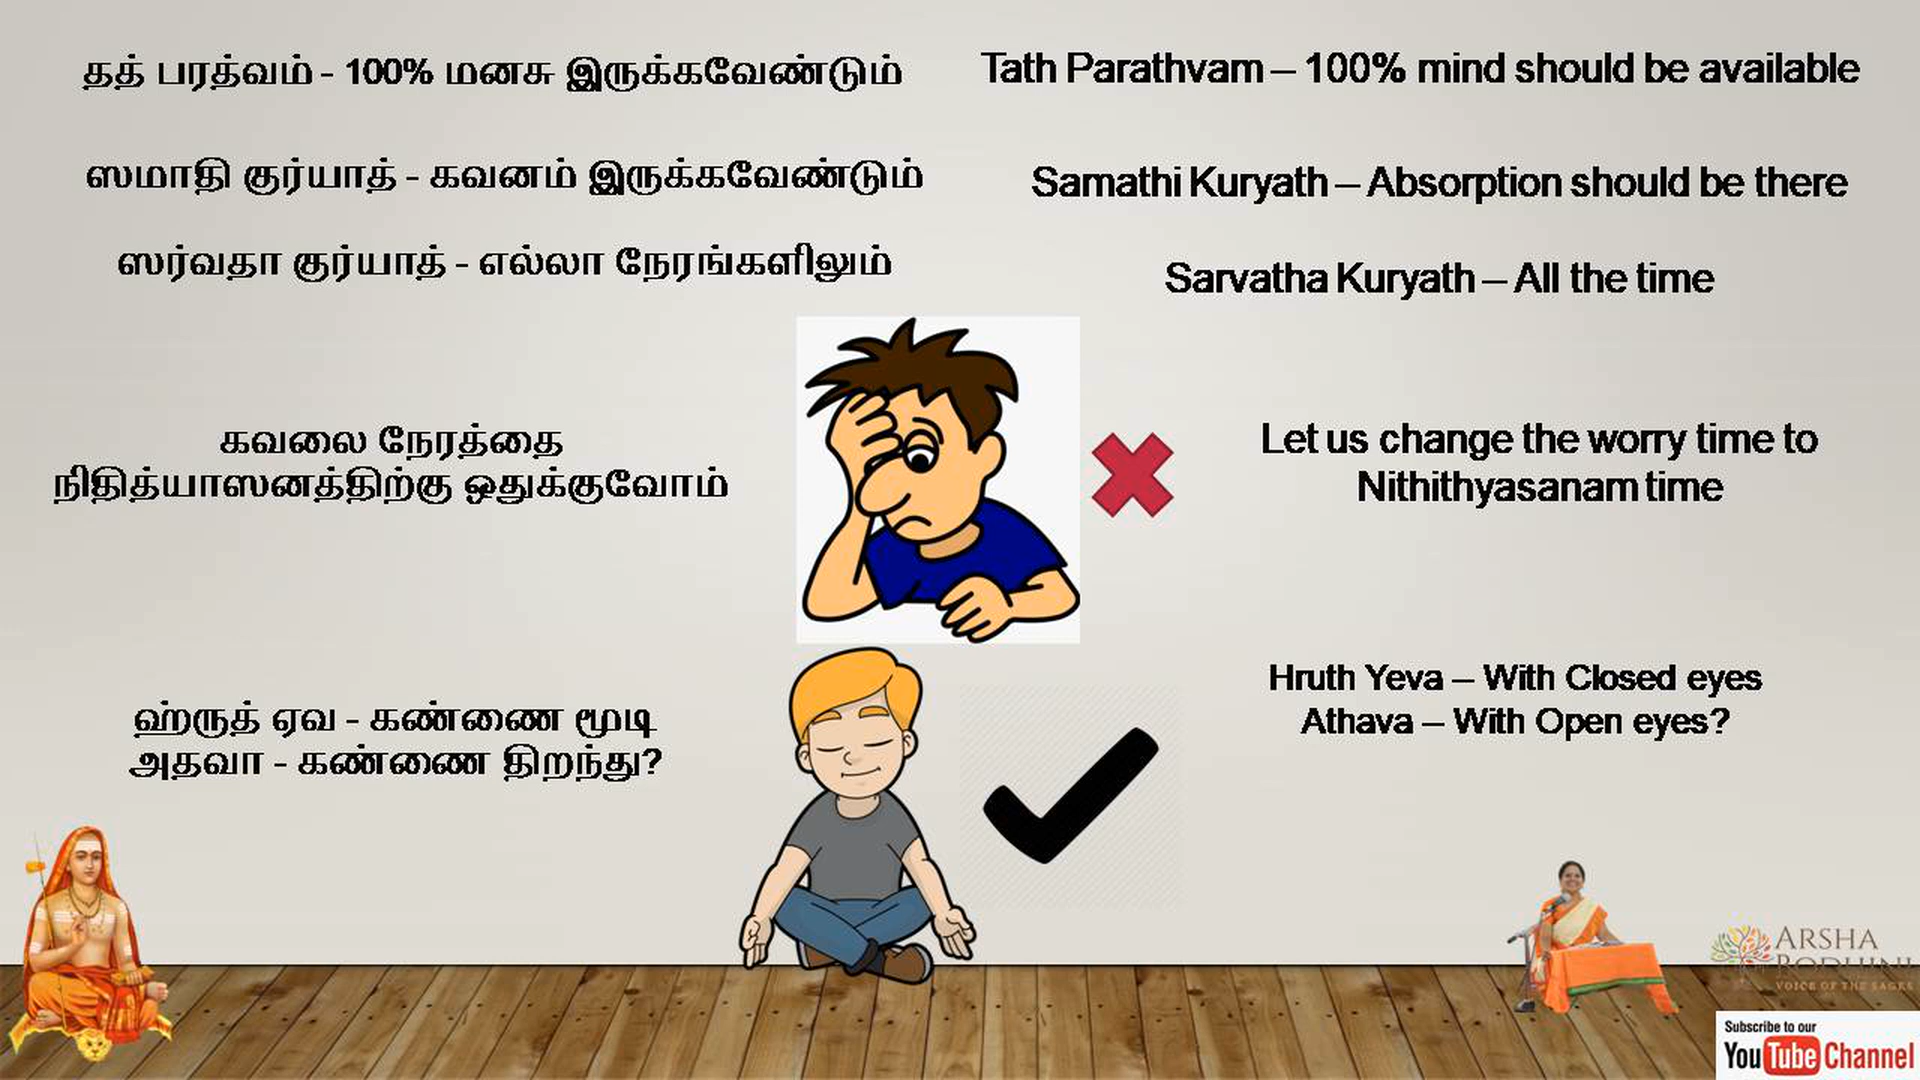 தத் பரத்வம் - 100% மனசு இருக்கவேண்டும்
Tath Parathvam – 100% mind should be available
ஸமாதி குர்யாத் - கவனம் இருக்கவேண்டும்
Samathi Kuryath – Absorption should be there
ஸர்வதா குர்யாத் - எல்லா நேரங்களிலும்
Sarvatha Kuryath – All the time
கவலை நேரத்தை
நிதித்யாஸனத்திற்கு ஒதுக்குவோம்
Let us change the worry time to
Nithithyasanam time
ஹ்ருத் ஏவ - கண்ணை மூடி
அதவா - கண்ணை திறந்து?
Hruth Yeva – With Closed eyes
Athava – With Open eyes?
ARSHA
BODHINI
VOICE OF THE SAGES
Subscribe to our
YouTube Channel